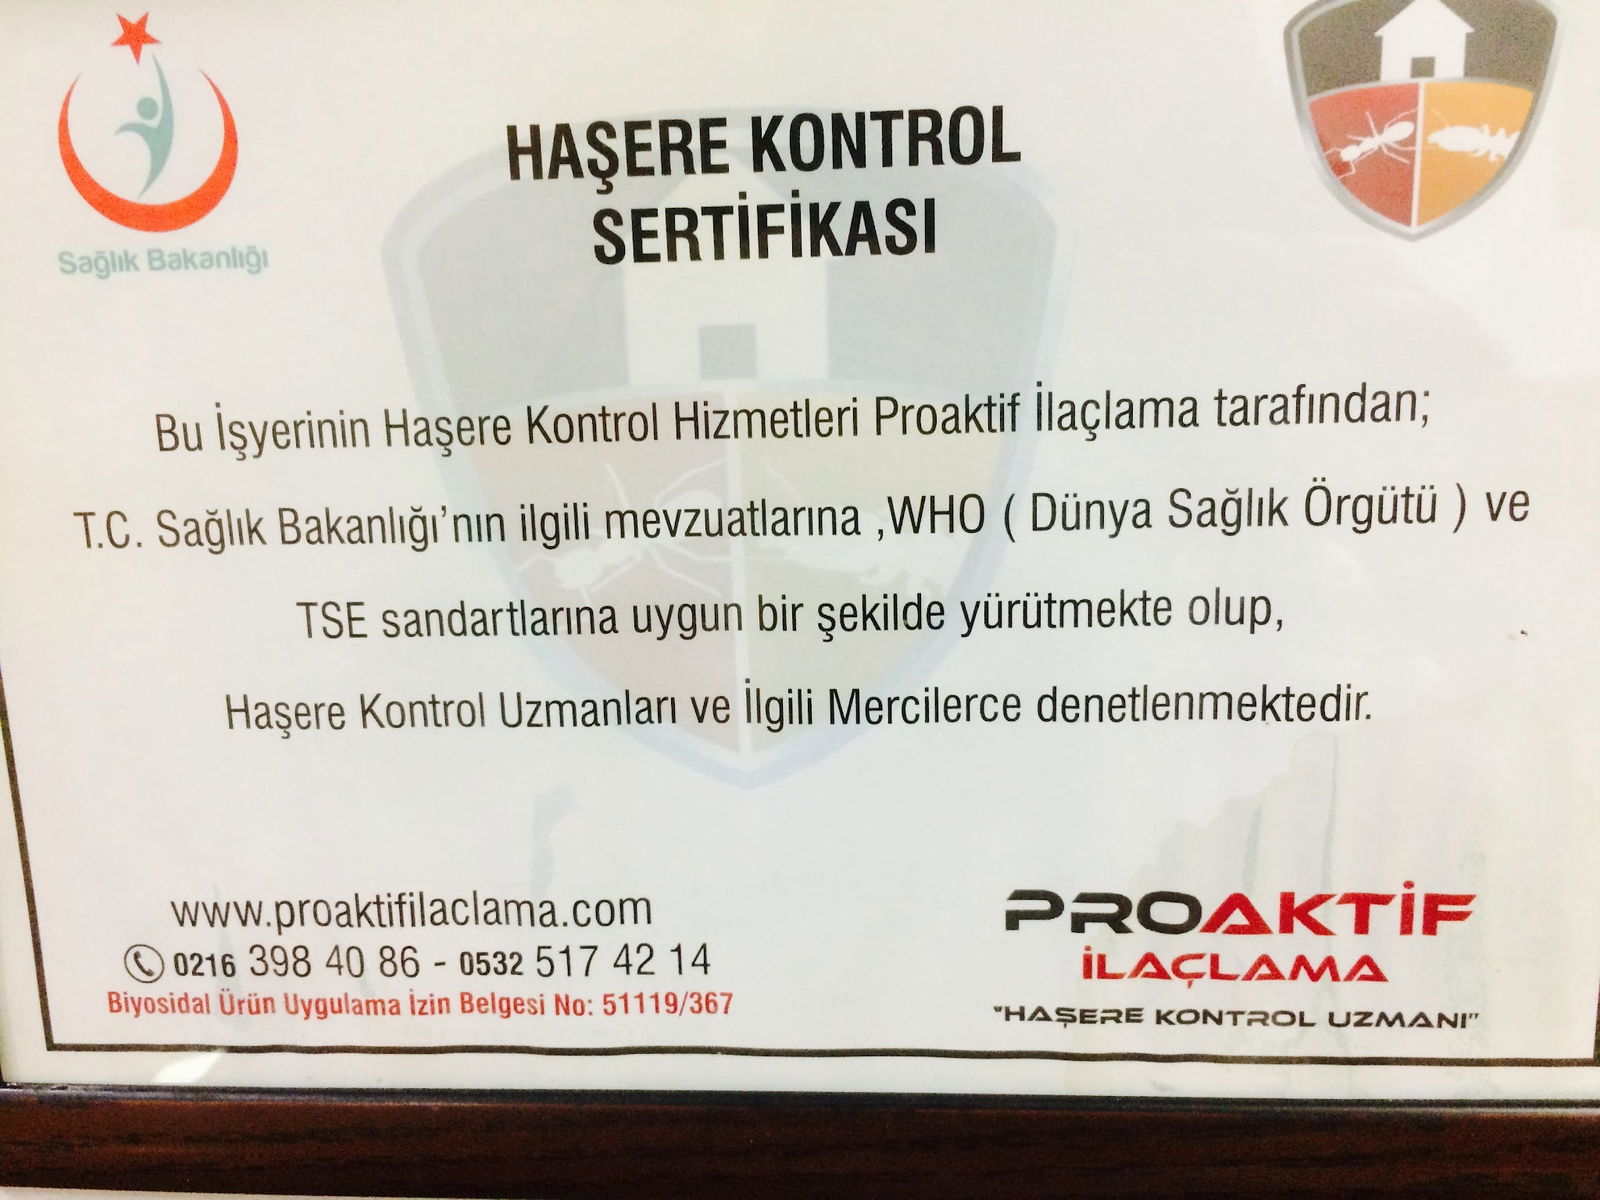 Sağlık Bakanlığı
HAŞERE KONTROL
SERTİFİKASI
Bu İşyerinin Haşere Kontrol Hizmetleri Proaktif İlaçlama tarafından;
T.C. Sağlık Bakanlığı'nın ilgili mevzuatlarına ,WHO ( Dünya Sağlık Örgütü ) ve
TSE sandartlarına uygun bir şekilde yürütmekte olup,
Haşere Kontrol Uzmanları ve İlgili Mercilerce denetlenmektedir.
www.proaktifilaclama.com
0216 398 40 86 - 0532 517 42 14
Biyosidal Ürün Uygulama İzin Belgesi No: 51119/367
PROAKTİF
İLAÇLAMA
"HAŞERE KONTROL UZMANI"